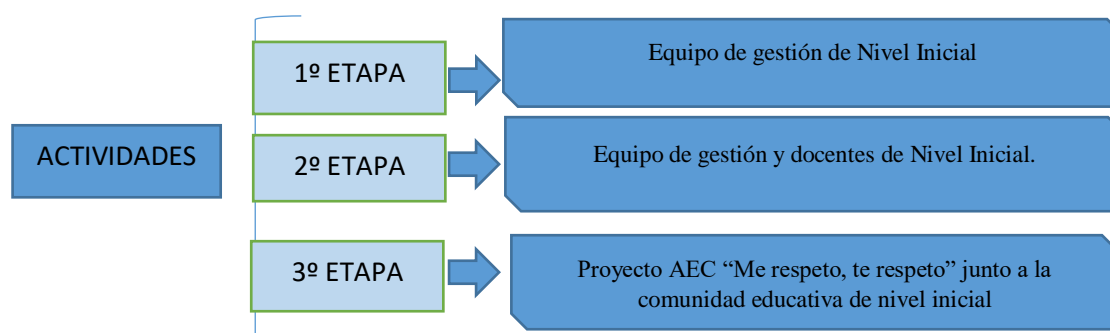 ACTIVIDADES
1º ETAPA
Equipo de gestión de Nivel Inicial
2º ETAPA
Equipo de gestión y docentes de Nivel Inicial.
3º ETAPA
Proyecto AEC “Me respeto, te respeto” junto a la
comunidad educativa de nivel inicial